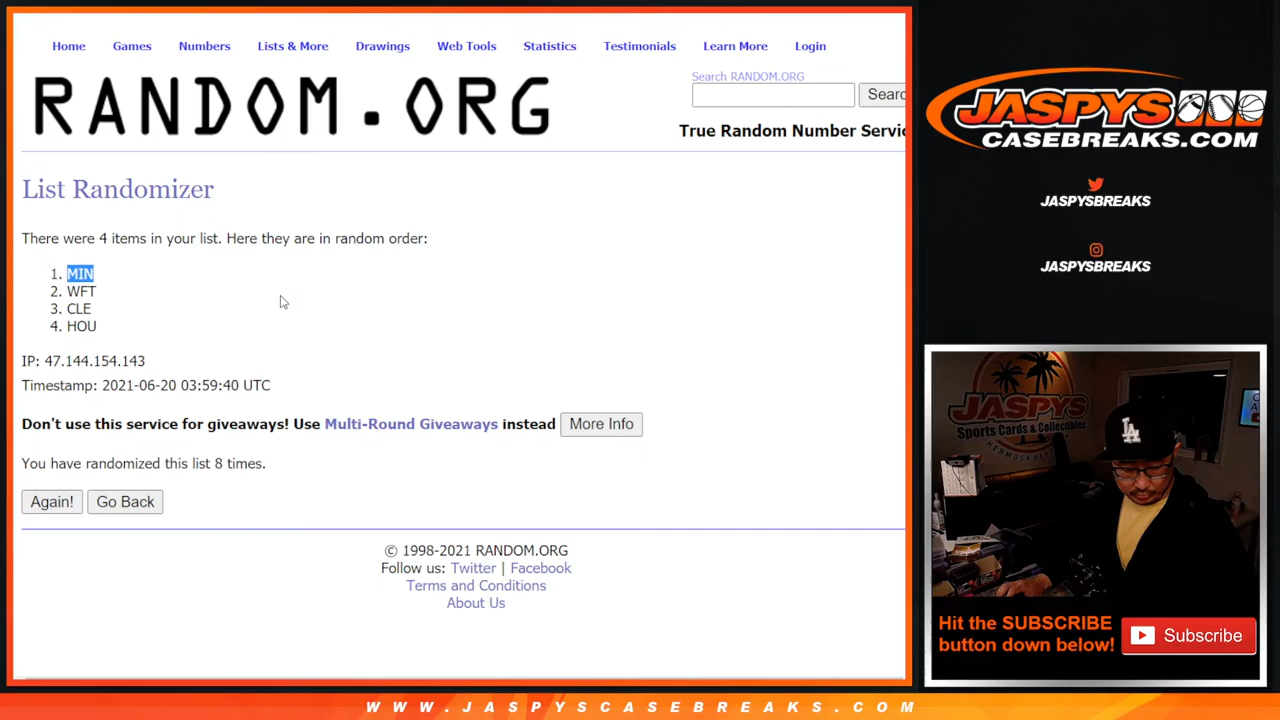 Home Games Numbers Lists & More Drawings Web Tools Statistics Testimonials Learn More Login
RANDOM.ORG
Search RANDOM.ORG
Searc
True Random Number Servic
List Randomizer
There were 4 items in your list. Here they are in random order:
1. MIN
2. WFT
3. CLE
4. HOU
IP: 47.144.154.143
Timestamp: 2021-06-20 03:59:40 UTC
Don't use this service for giveaways! Use Multi-Round Giveaways instead More Info
You have randomized this list 8 times.
Again! Go Back
© 1998-2021 RANDOM.ORG
Follow us: Twitter | Facebook
Terms and Conditions
About Us
JASPYS
CASEBREAKS.COM
JASPYSBREAKS
JASPYSBREAKS
JASPYS
Sports Cards & Collectibles
HERMOSA BEACH
LA
Hit the SUBSCRIBE
button down below!
Subscribe
WWW.JASPYSCASEBREAKS.COM